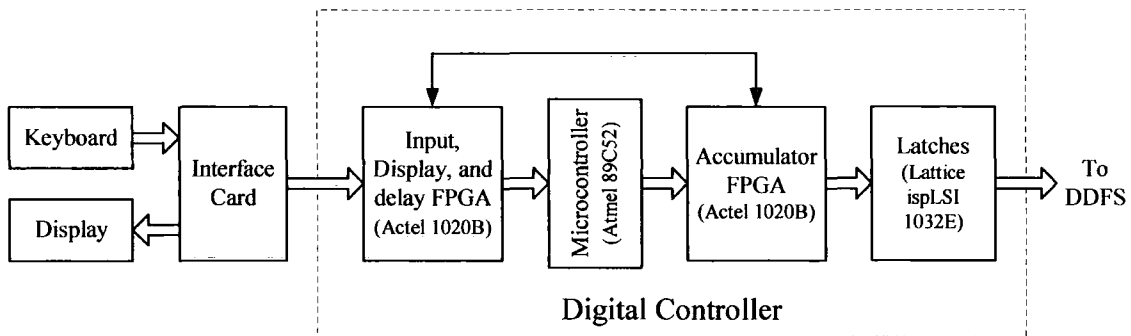 Keyboard
Display
Interface
Card
Input,
Display, and
delay FPGA
(Actel 1020B)
Microcontroller
(Atmel 89C52)
Accumulator
FPGA
(Actel 1020B)
Latches
(Lattice
ispLSI
1032E)
To
DDFS
Digital Controller